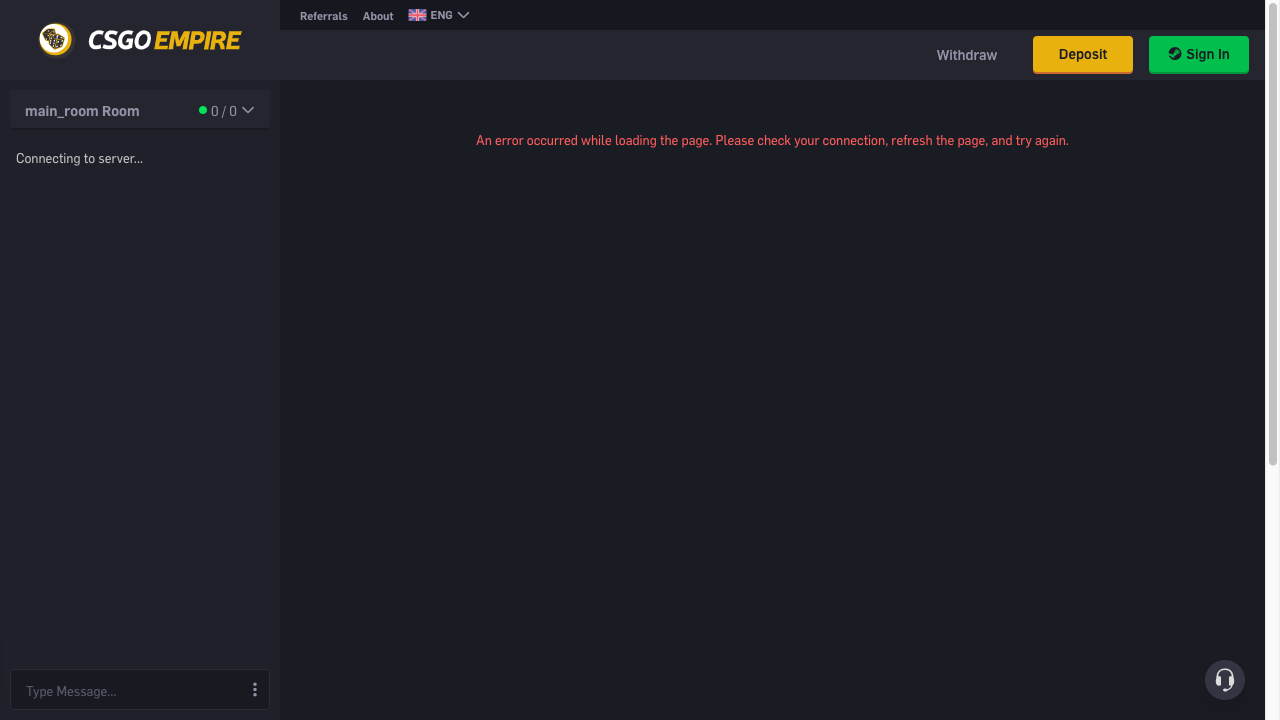 CSGO EMPIRE
Referrals About ENG
Withdraw Deposit Sign In
main_room Room 0 / 0
Connecting to server...
An error occurred while loading the page. Please check your connection, refresh the page, and try again.
Type Message...